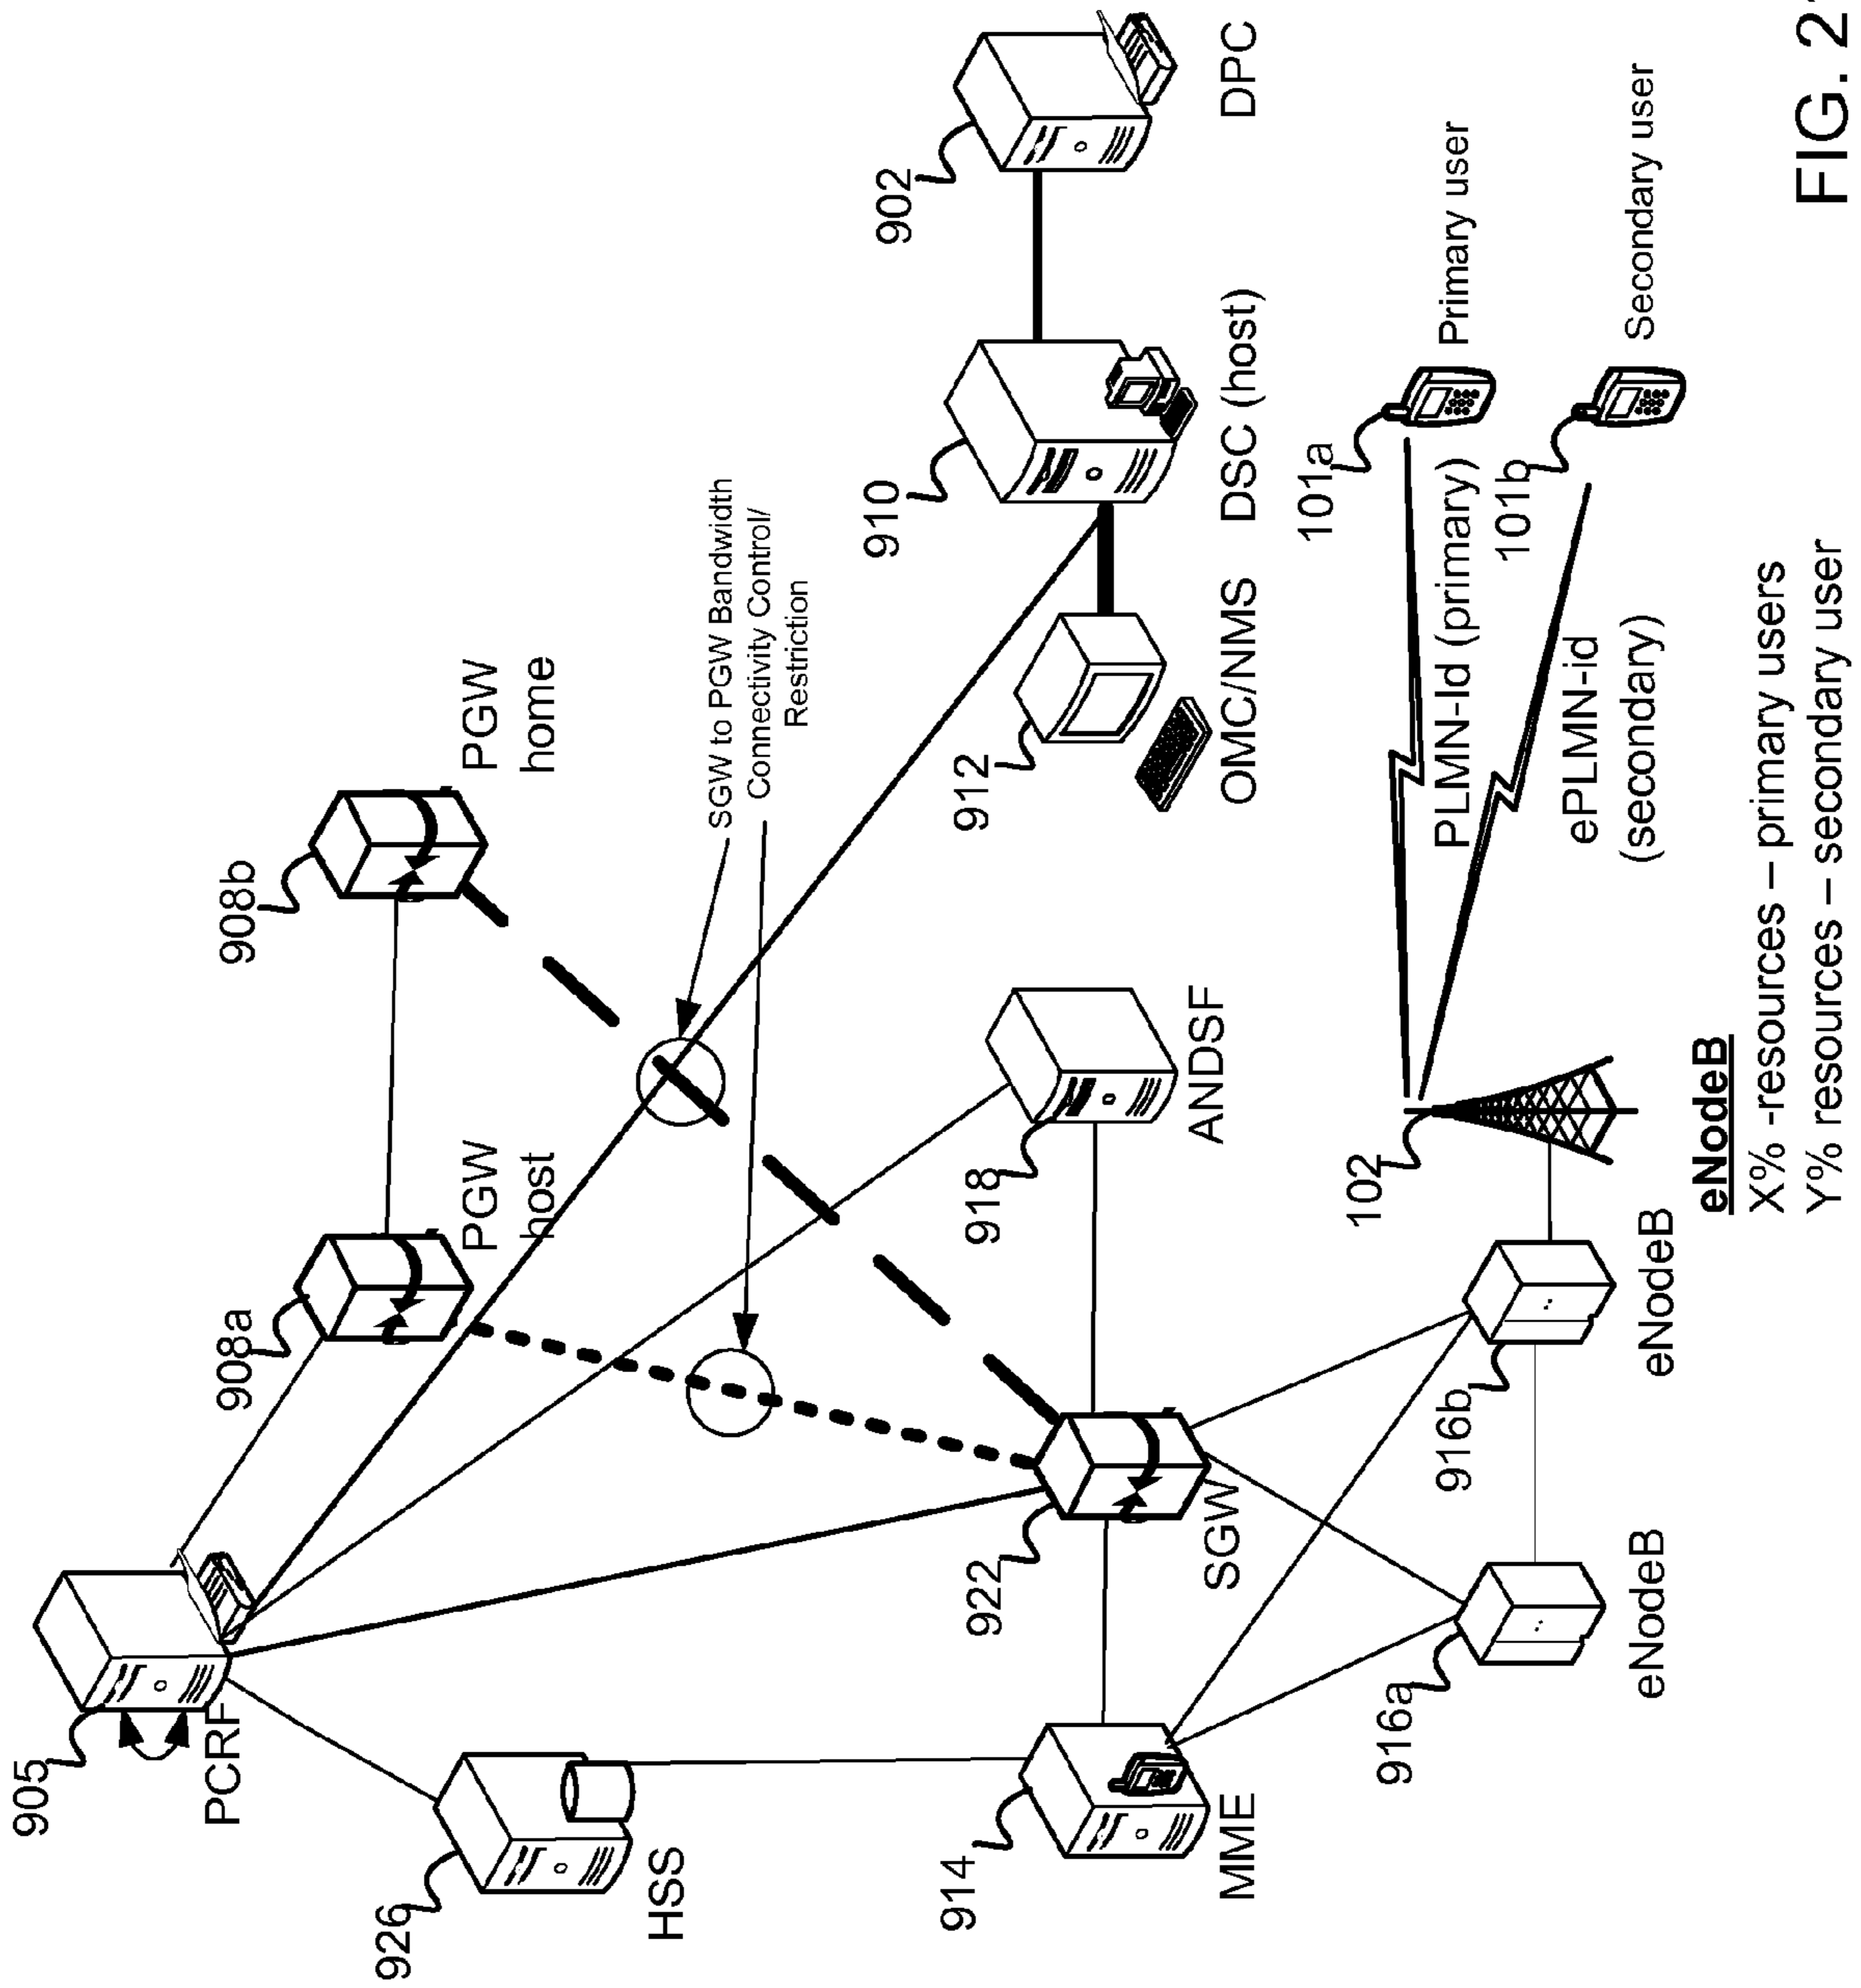 905
PCRF
908a
PGW
host
908b
PGW
home
SGW to PGW Bandwidth
Connectivity Control/
Restriction
926
HSS
910
DSC (host)
902
DPC
912
OMC/NMS
918
ANDSF
922
SGW
914
MME
101a
Primary user
PLMN-Id (primary)
101b
Secondary user
ePLMN-id
(secondary)
102
916a
eNodeB
916b
eNodeB
eNodeB
X% -resources – primary users
Y% resources – secondary user
FIG. 2